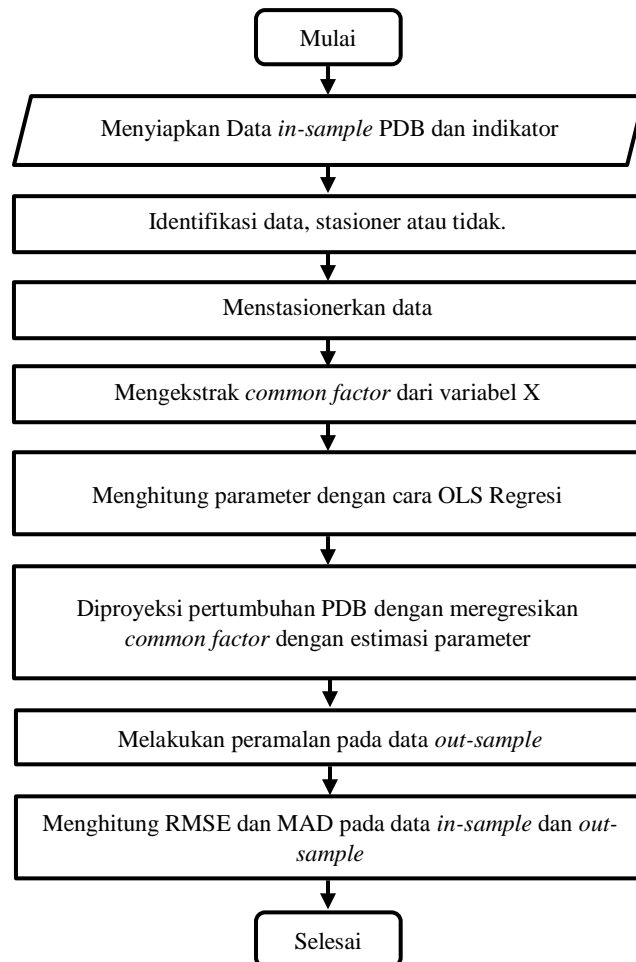 Mulai
Menyiapkan Data in-sample PDB dan indikator
Identifikasi data, stasioner atau tidak.
Menstasionerkan data
Mengekstrak common factor dari variabel X
Menghitung parameter dengan cara OLS Regresi
Diproyeksi pertumbuhan PDB dengan meregresikan
common factor dengan estimasi parameter
Melakukan peramalan pada data out-sample
Menghitung RMSE dan MAD pada data in-sample dan out-
sample
Selesai